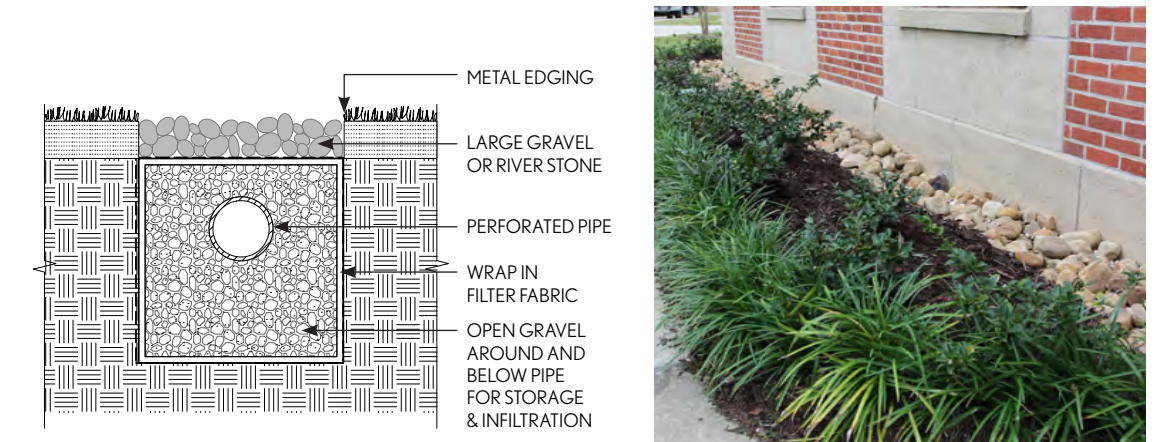 METAL EDGING
LARGE GRAVEL
OR RIVER STONE
PERFORATED PIPE
WRAP IN
FILTER FABRIC
OPEN GRAVEL
AROUND AND
BELOW PIPE
FOR STORAGE
& INFILTRATION